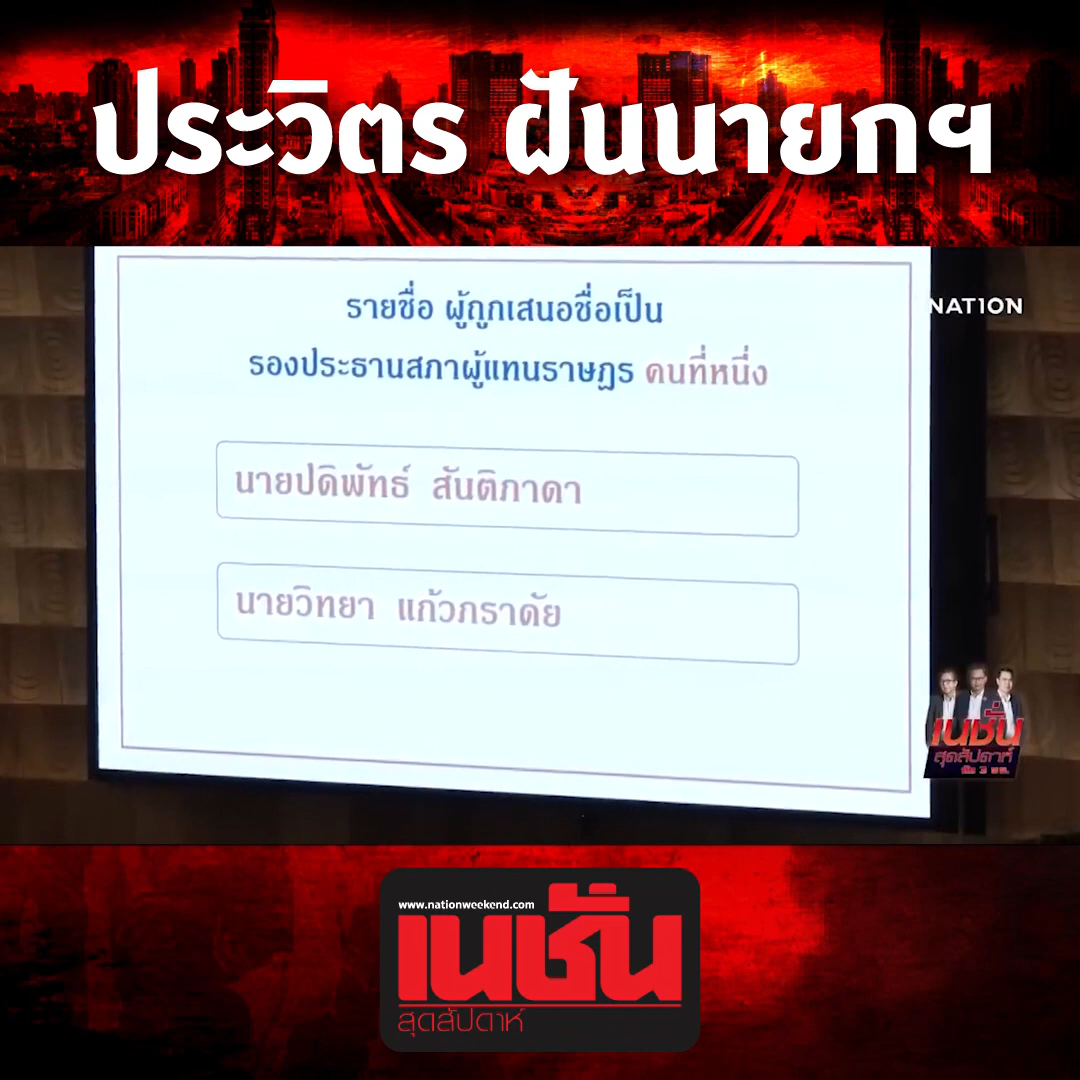 ประวิตร ฝันนายกฯ
รายชื่อ ผู้ถูกเสนอชื่อเป็น
รองประธานสภาผู้แทนราษฎร คนที่หนึ่ง
NATION
นายปดิพัทธ์ สันติภาดา
นายวิทยา แก้วภราดัย
เนชั่น
สุดสัปดาห์
www.nationweekend.com
เนชั่น
สุดสัปดาห์